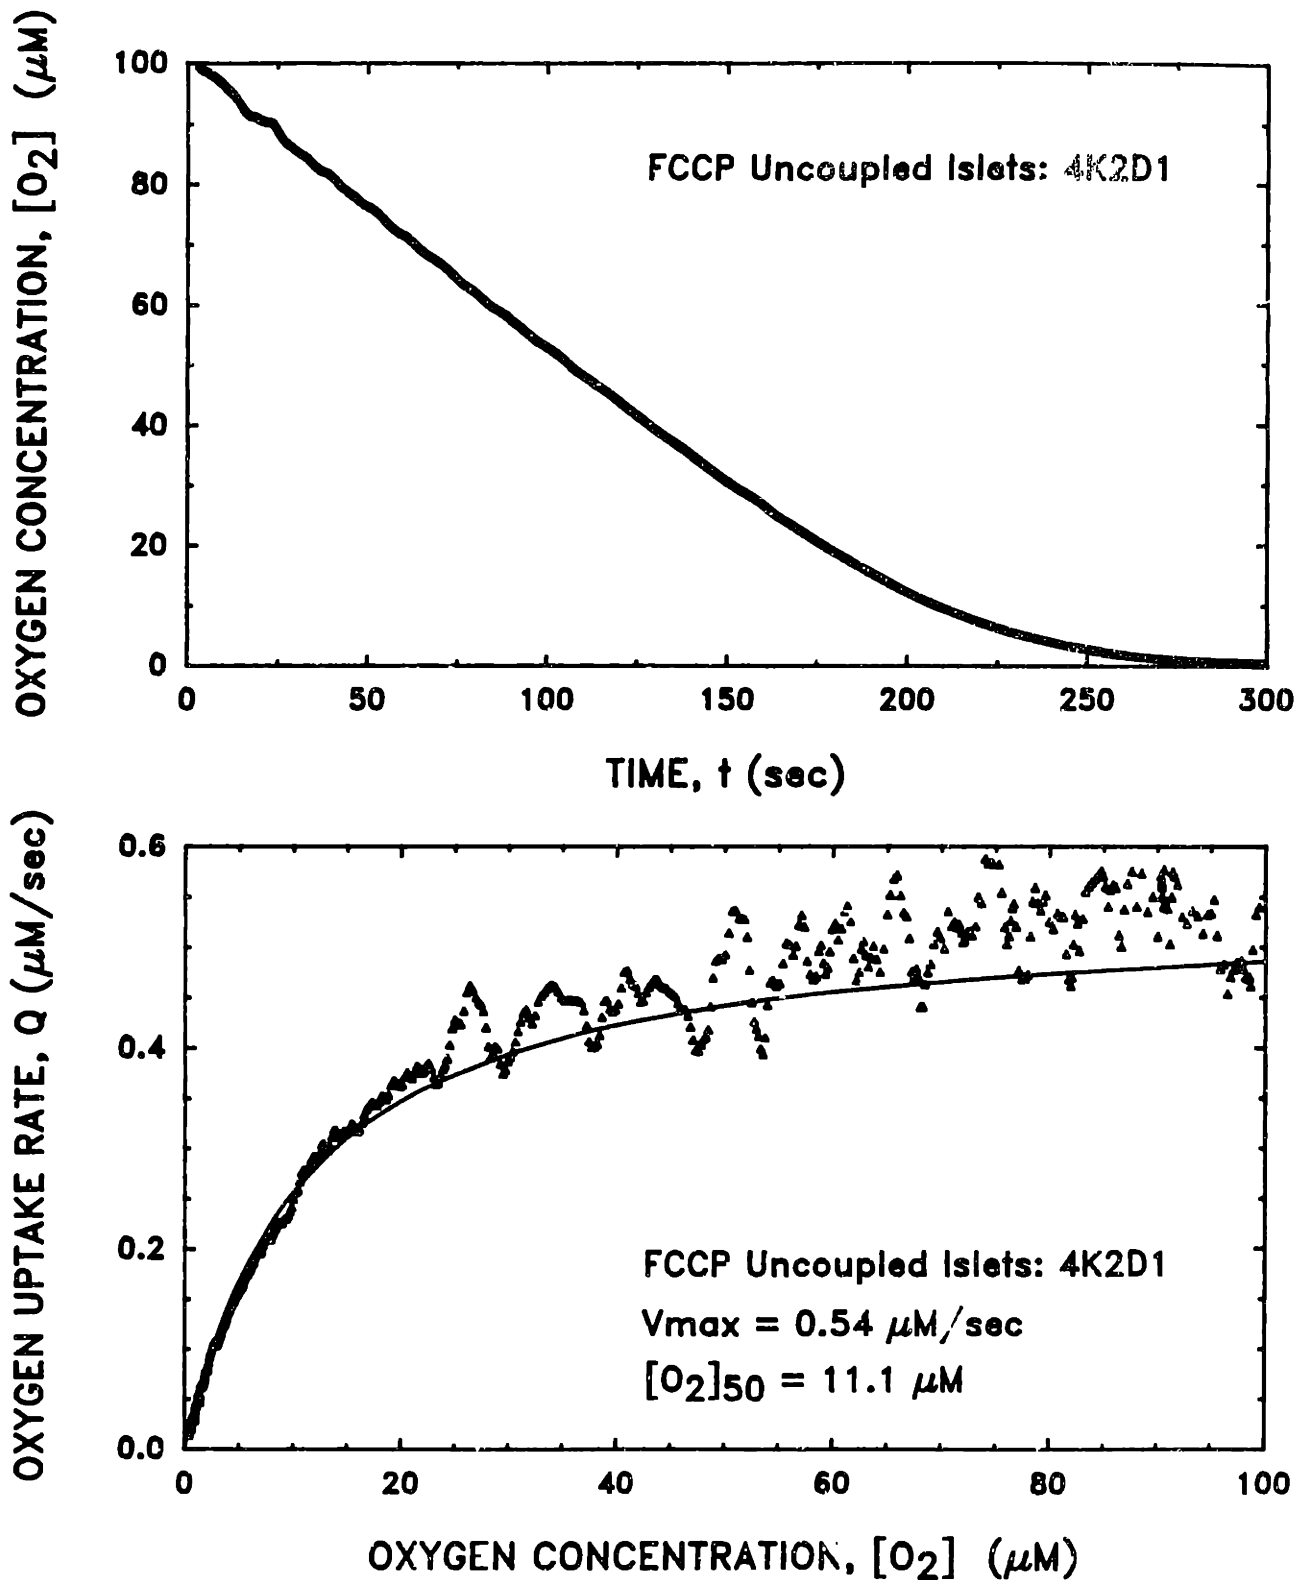 OXYGEN CONCENTRATION, [O2] (μM)
100
80
60
40
20
0
FCCP Uncoupled Islets: 4K2D1
0 50 100 150 200 250 300
TIME, t (sec)
OXYGEN UPTAKE RATE, Q (μM/sec)
0.6
0.4
0.2
0.0
FCCP Uncoupled Islets: 4K2D1
Vmax = 0.54 μM/sec
[O2]50 = 11.1 μM
0 20 40 60 80 100
OXYGEN CONCENTRATION, [O2] (μM)